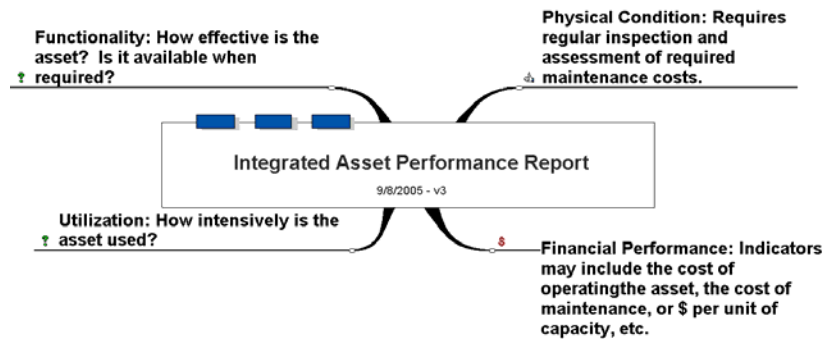 Functionality: How effective is the
asset?  Is it available when
? required?
Physical Condition: Requires
regular inspection and
assessment of required
maintenance costs.
Integrated Asset Performance Report
9/8/2005 - v3
Utilization: How intensively is the
? asset used?
$
Financial Performance: Indicators
may include the cost of
operatingthe asset, the cost of
maintenance, or $ per unit of
capacity, etc.